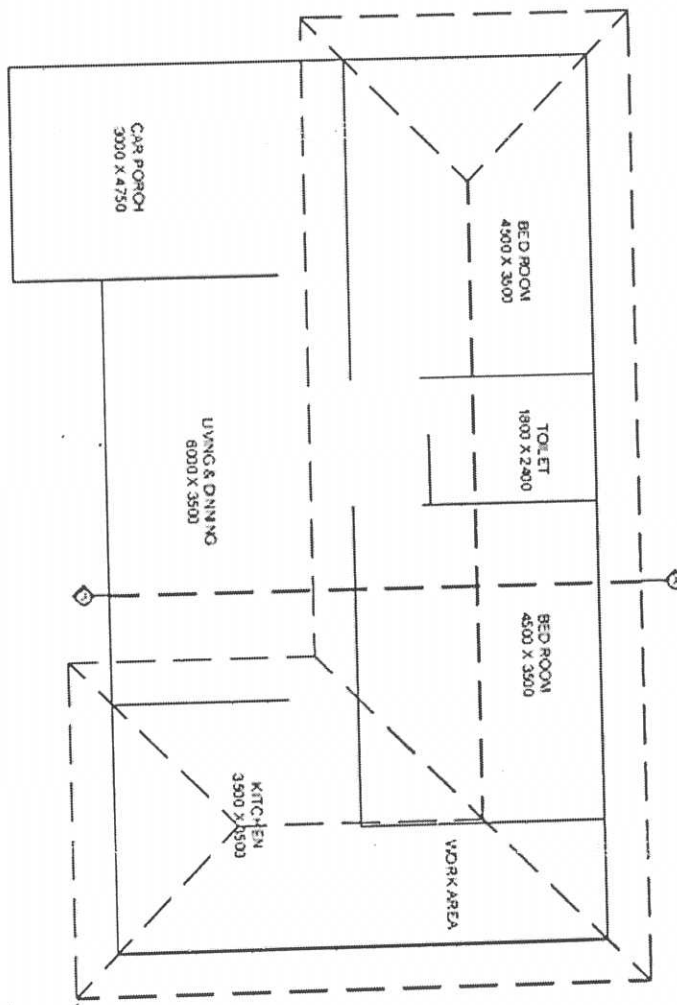 BED ROOM
4500 X 3500
TOILET
1800 X 2400
BED ROOM
4500 X 3500
WORK AREA
CAR PORCH
3000 X 4750
LIVING & DINNING
6000 X 3500
KITCHEN
3500 X 3500